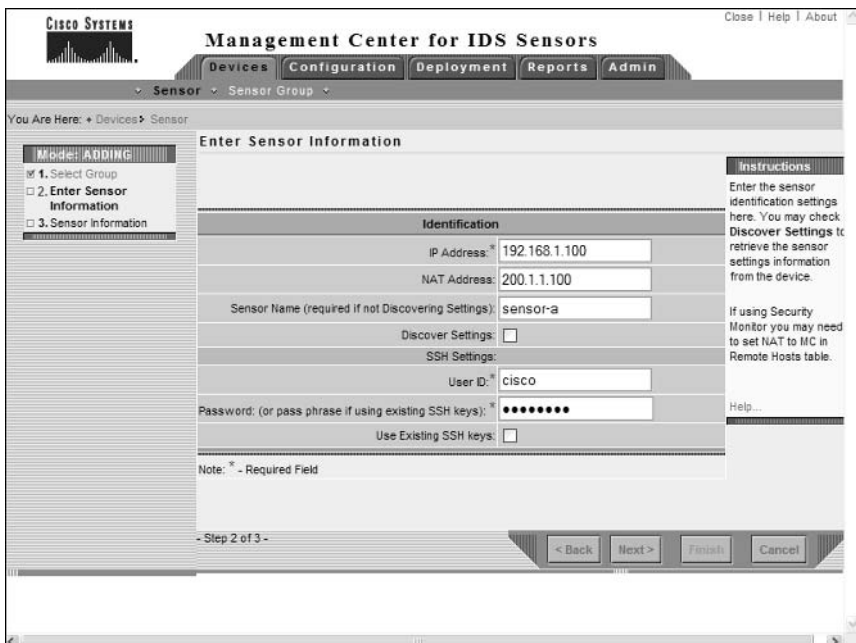 Close | Help | About
CISCO SYSTEMS
Management Center for IDS Sensors
Devices Configuration Deployment Reports Admin
Sensor Sensor Group
You Are Here: Devices Sensor
Mode: ADDING
1. Select Group
2. Enter Sensor
Information
3. Sensor Information
Enter Sensor Information
Identification
IP Address:* 192.168.1.100
NAT Address: 200.1.1.100
Sensor Name (required if not Discovering Settings): sensor-a
Discover Settings:
SSH Settings:
User ID:* cisco
Password: (or pass phrase if using existing SSH keys): * ●●●●●●●●
Use Existing SSH keys:
Note: * - Required Field
Instructions
Enter the sensor
identification settings
here. You may check
Discover Settings to
retrieve the sensor
settings information
from the device.
If using Security
Monitor you may need
to set NAT to MC in
Remote Hosts table.
Help...
- Step 2 of 3 -
< Back Next > Finish Cancel